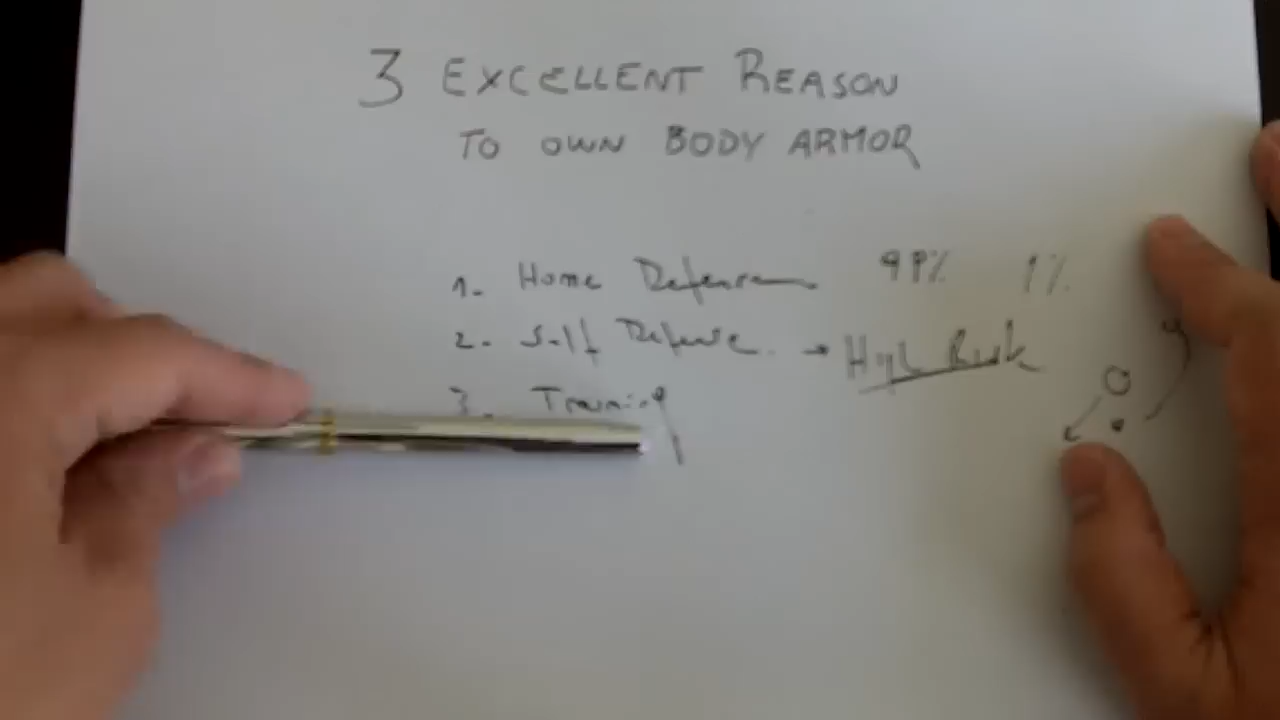 3 EXCELLENT REASON
TO OWN BODY ARMOR
1. Home Defense 99% 1%
2. Self Defense. → High Risk
3. Training